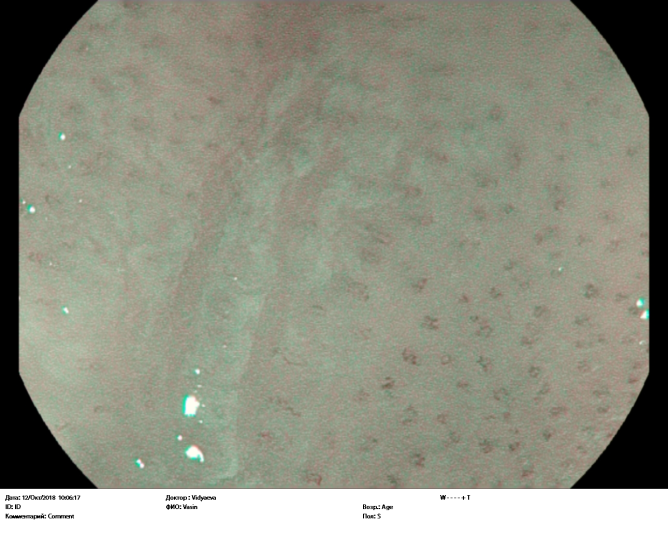 Дата: 12/Окт/2018 10:06:17 Доктор : Vidyaeva W - - - - + T
ID: ID ФИО: Vasin Возр.: Age
Комментарий: Comment Пол: S